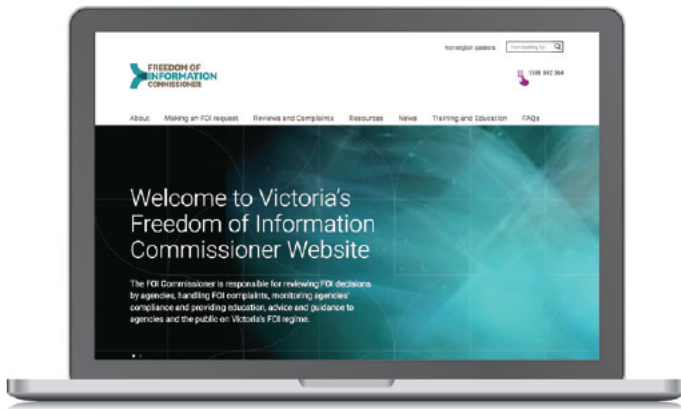 Non-english speakers
I am looking for...
FREEDOM OF
INFORMATION
COMMISSIONER
1300 842 364
About Making an FOI request Reviews and Complaints Resources News Training and Education FAQs
Welcome to Victoria's
Freedom of Information
Commissioner Website
The FOI Commissioner is responsible for reviewing FOI decisions
by agencies, handling FOI complaints, monitoring agencies'
compliance and providing education, advice and guidance to
agencies and the public on Victoria's FOI regime.